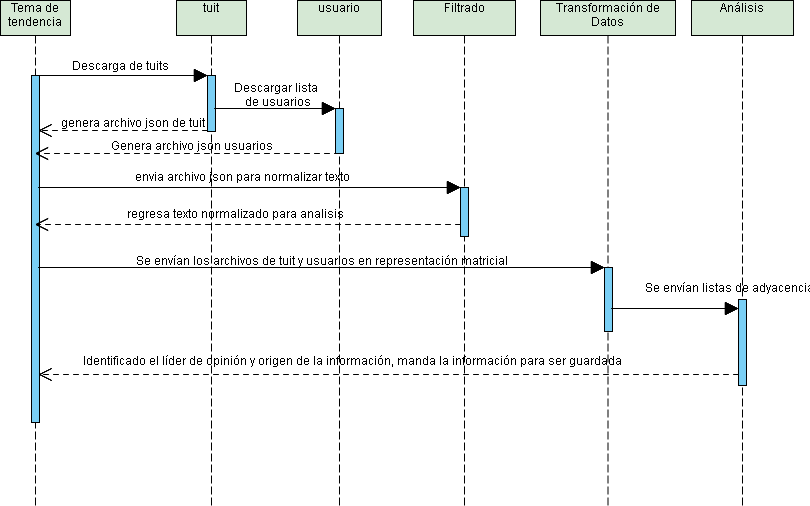 Tema de
tendencia
tuit
usuario
Filtrado
Transformación de
Datos
Análisis
Descarga de tuits
Descargar lista
de usuarios
genera archivo json de tuit
Genera archivo json usuarios
envia archivo json para normalizar texto
regresa texto normalizado para analisis
Se envían los archivos de tuit y usuarios en representación matricial
Se envían listas de adyacencia
Identificado el líder de opinión y origen de la información, manda la información para ser guardada